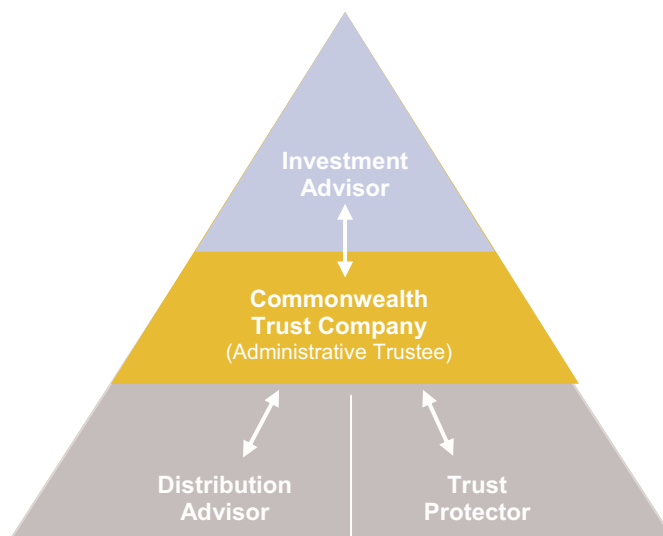 Investment
Advisor
Commonwealth
Trust Company
(Administrative Trustee)
Distribution
Advisor
Trust
Protector